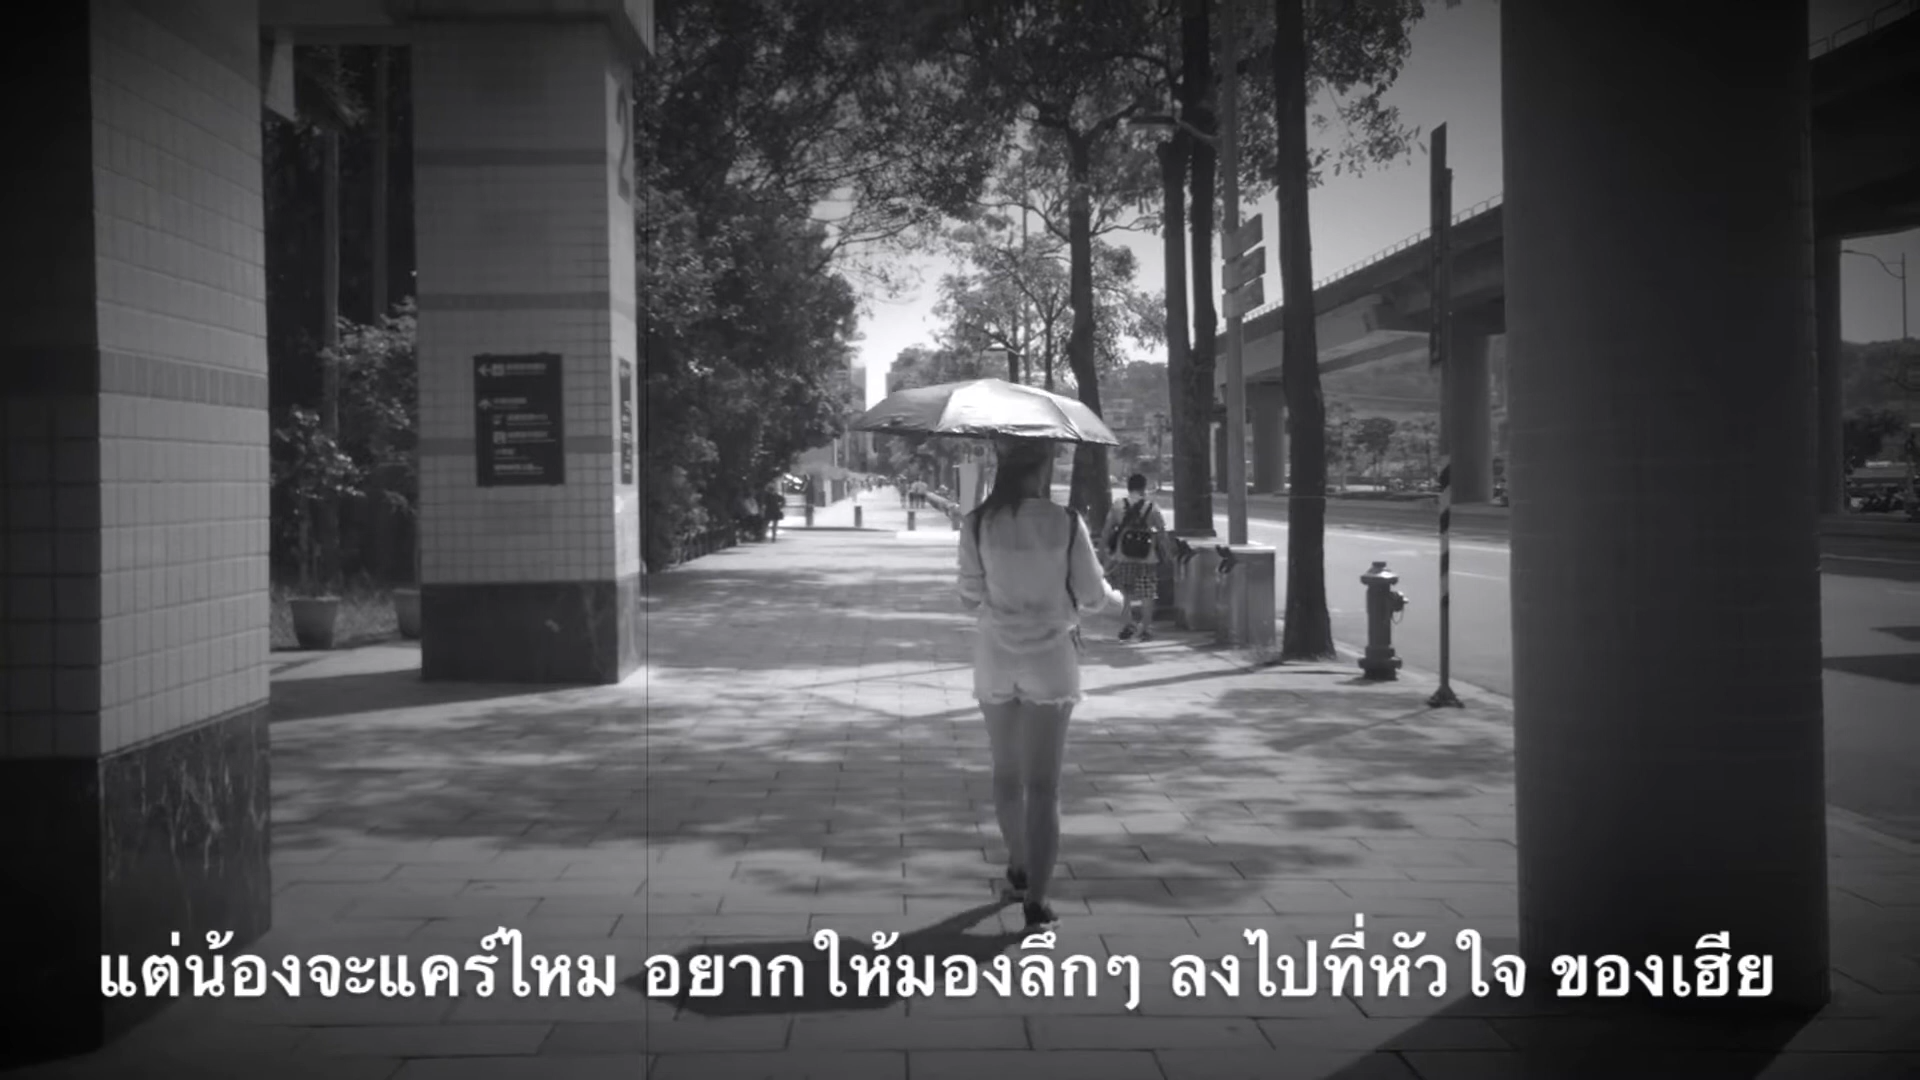 2
แต่น้องจะแคร์ไหม อยากให้มองลึกๆ ลงไปที่หัวใจ ของเฮีย